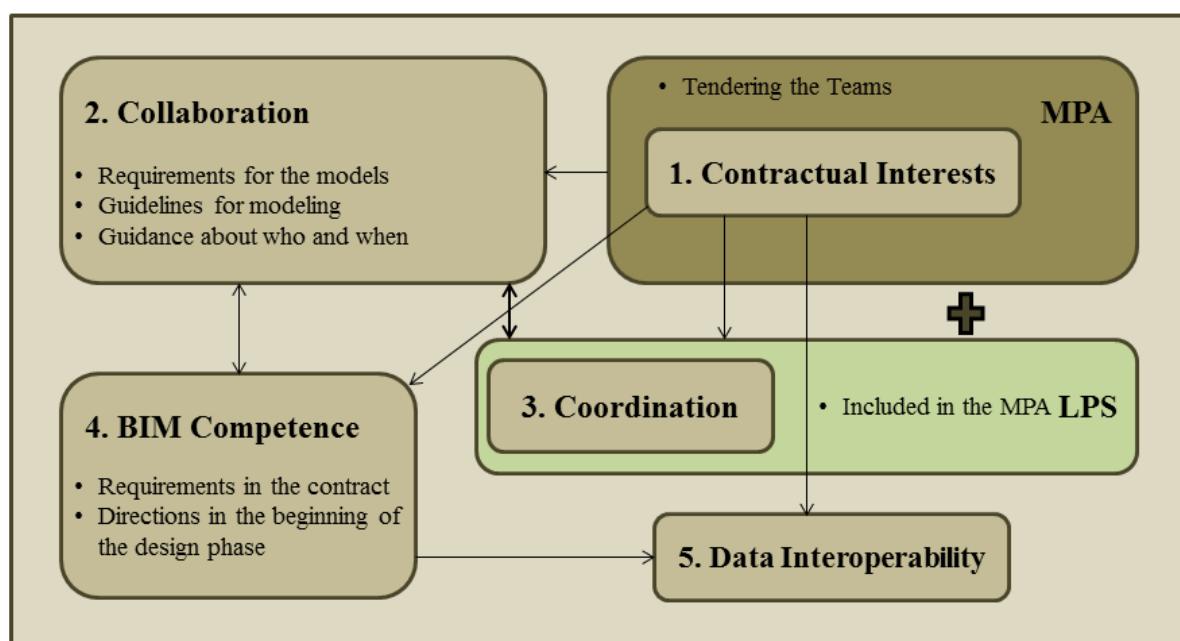 2. Collaboration
• Requirements for the models
• Guidelines for modeling
• Guidance about who and when
• Tendering the Teams
MPA
1. Contractual Interests
4. BIM Competence
• Requirements in the contract
• Directions in the beginning of
the design phase
3. Coordination
• Included in the MPA LPS
5. Data Interoperability